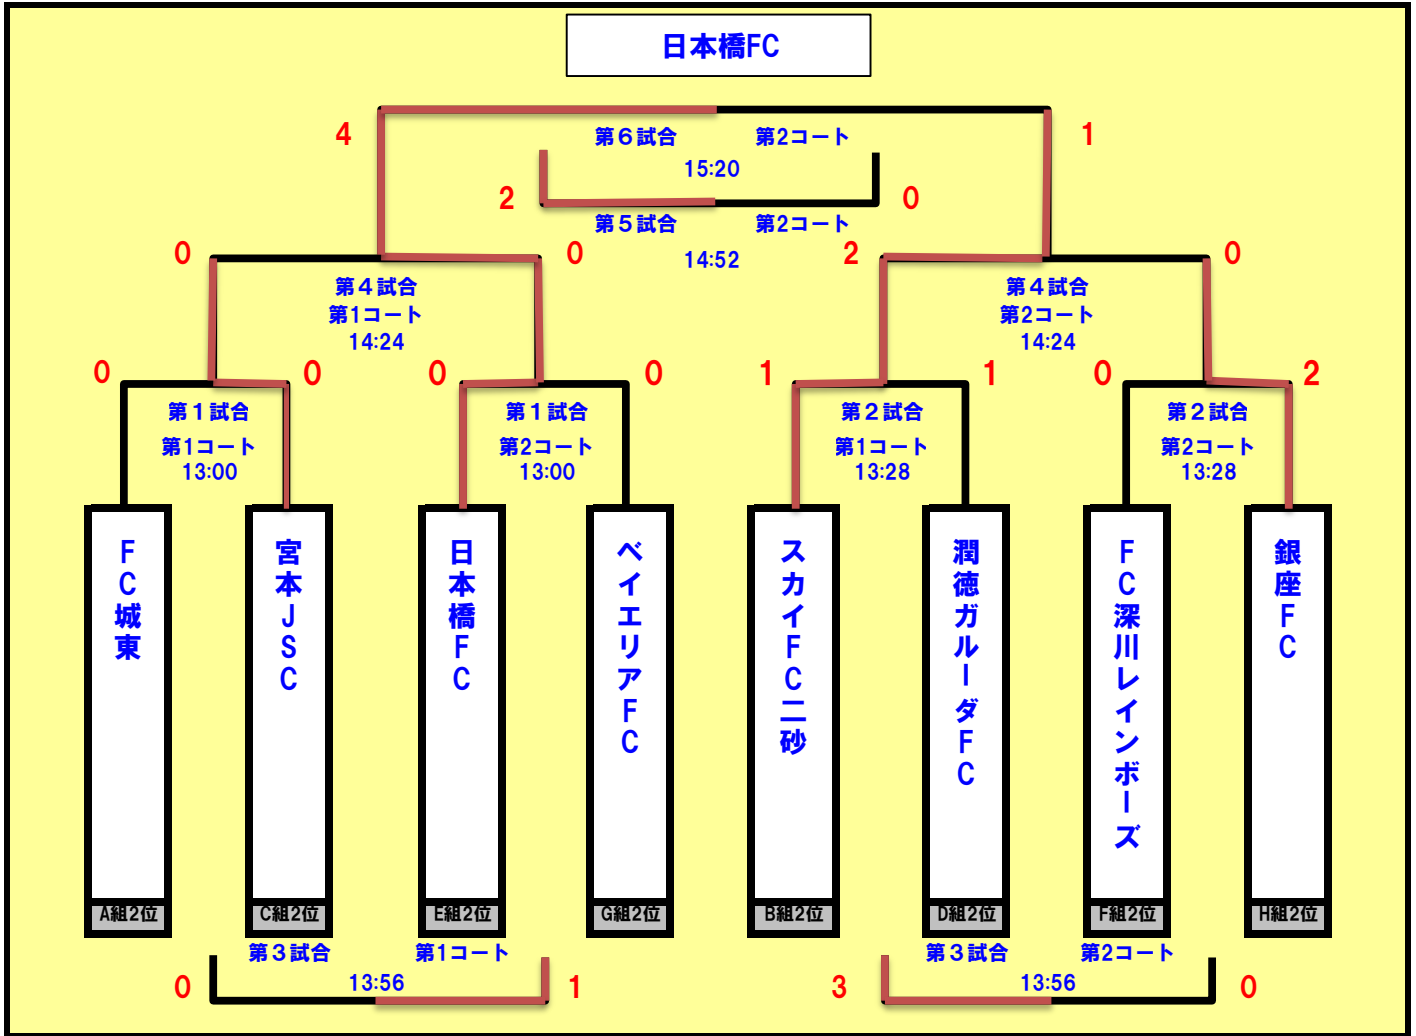 日本橋FC
4
第6試合 第2コート
1
15:20
2
0
第5試合 第2コート
14:52
0
0
2
0
第4試合
第1コート
14:24
第4試合
第2コート
14:24
0
0
0
0
1
1
0
2
第1試合
第1コート
13:00
第1試合
第2コート
13:00
第2試合
第1コート
13:28
第2試合
第2コート
13:28
FC城東
宮本JSC
日本橋FC
ベイエリアFC
スカイFC二砂
潤徳ガルーダFC
FC深川レインボーズ
銀座FC
A組2位
C組2位
E組2位
G組2位
B組2位
D組2位
F組2位
H組2位
第3試合 第1コート
0
13:56
1
第3試合 第2コート
3
13:56
0